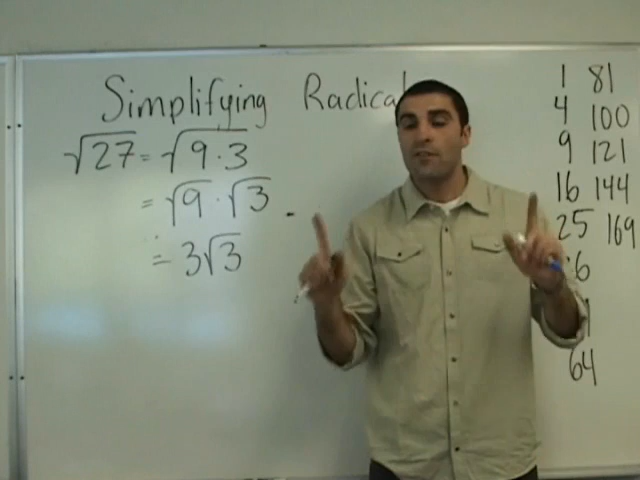 Simplifying Radical
√27 = √9·3
= √9 · √3
= 3√3
1 81
4 100
9 121
16 144
25 169
6
64